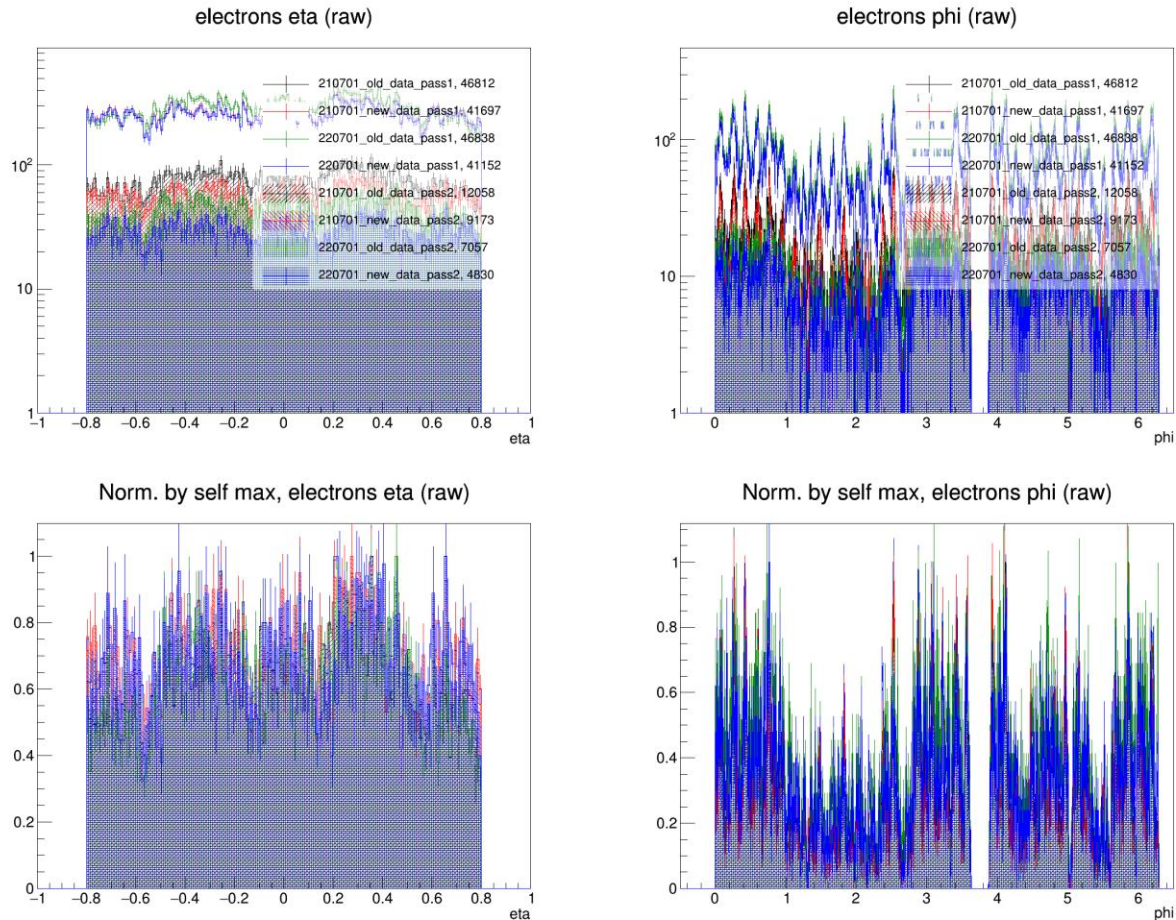 electrons eta (raw)
10²
10
1
210701_old_data_pass1, 46812
210701_new_data_pass1, 41697
220701_old_data_pass1, 46838
220701_new_data_pass1, 41152
210701_old_data_pass2, 12058
210701_new_data_pass2, 9173
220701_old_data_pass2, 7057
220701_new_data_pass2, 4830
−1 −0.8 −0.6 −0.4 −0.2 0 0.2 0.4 0.6 0.8 1
eta
electrons phi (raw)
10²
10
1
210701_old_data_pass1, 46812
210701_new_data_pass1, 41697
220701_old_data_pass1, 46838
220701_new_data_pass1, 41152
210701_old_data_pass2, 12058
210701_new_data_pass2, 9173
220701_old_data_pass2, 7057
220701_new_data_pass2, 4830
0 1 2 3 4 5 6
phi
Norm. by self max, electrons eta (raw)
1
0.8
0.6
0.4
0.2
0
−1 −0.8 −0.6 −0.4 −0.2 0 0.2 0.4 0.6 0.8 1
eta
Norm. by self max, electrons phi (raw)
1
0.8
0.6
0.4
0.2
0
0 1 2 3 4 5 6
phi